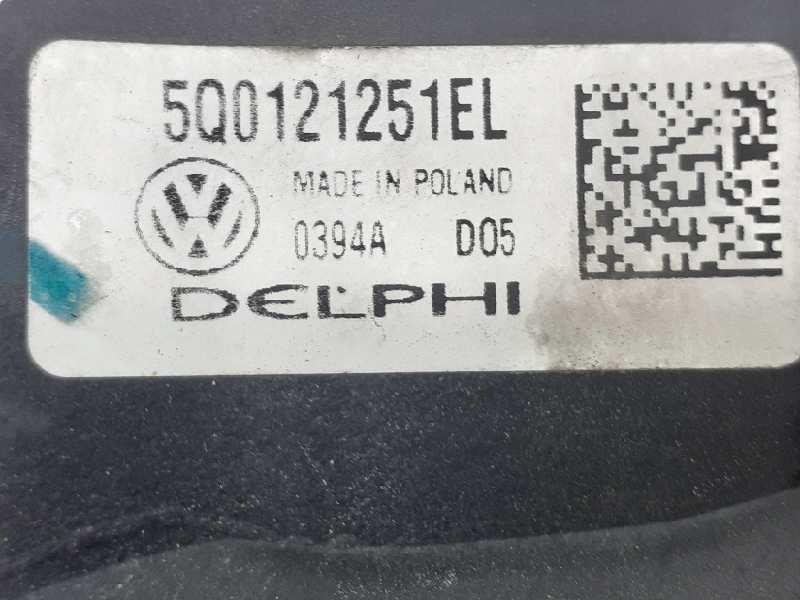 5Q0121251EL
MADE IN POLAND
0394A D05
DELPHI